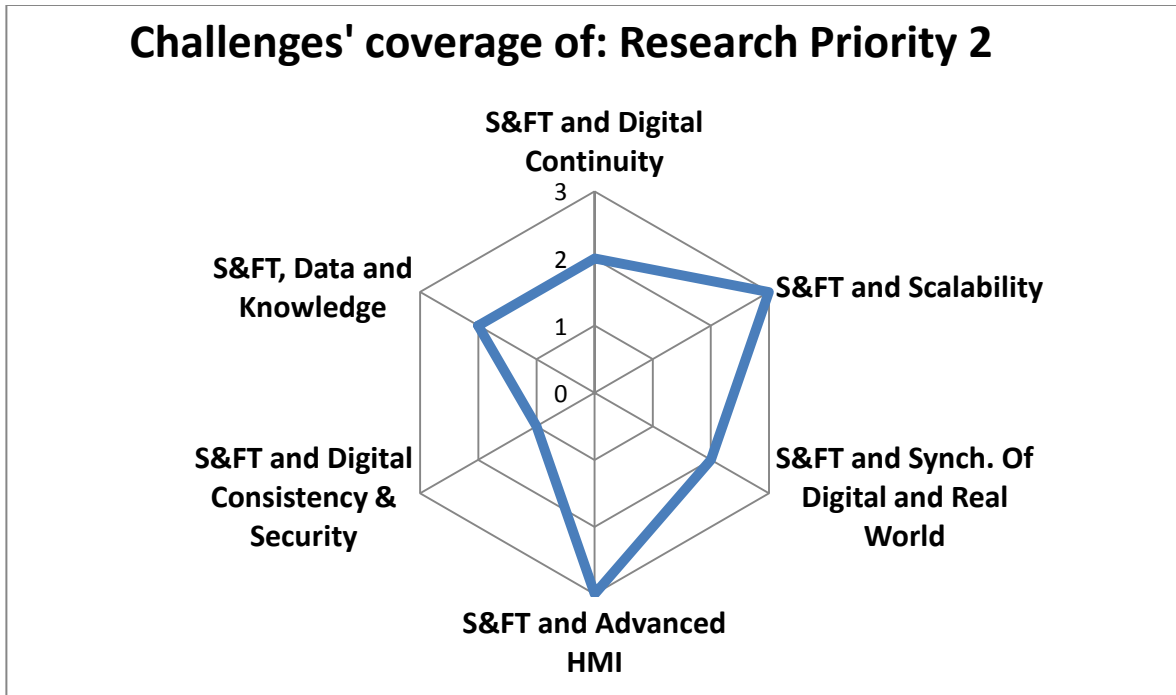 Challenges' coverage of: Research Priority 2
S&FT and Digital
Continuity
3
S&FT, Data and
Knowledge
2
S&FT and Scalability
1
0
S&FT and Digital
Consistency &
Security
S&FT and Synch. Of
Digital and Real
World
S&FT and Advanced
HMI